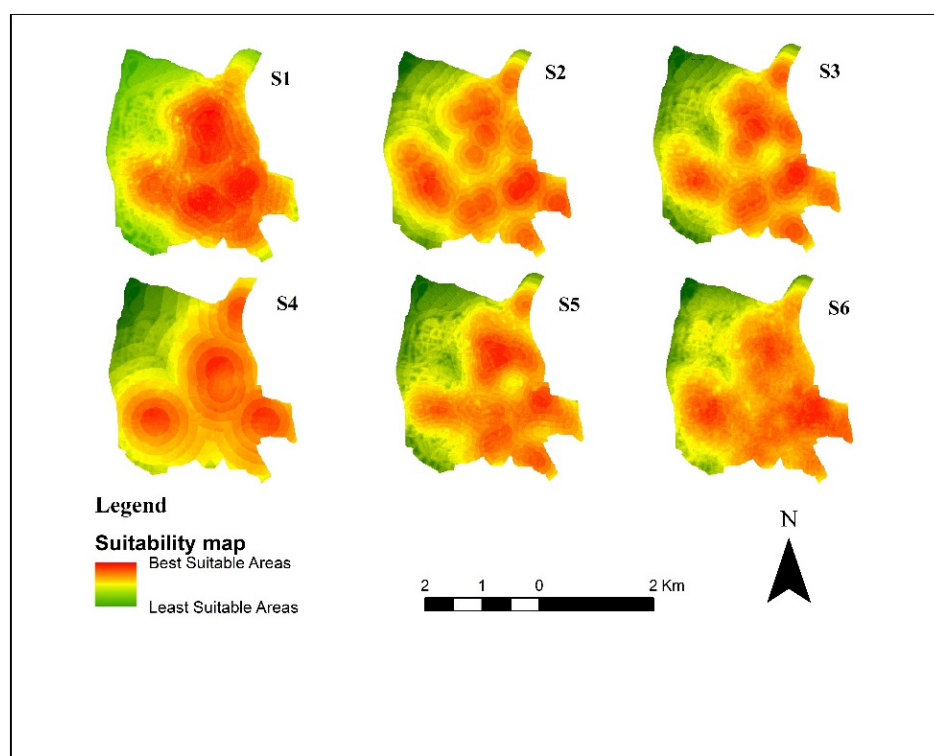 S1
S2
S3
S4
S5
S6
Legend
Suitability map
Best Suitable Areas
Least Suitable Areas
2 1 0 2 Km
N